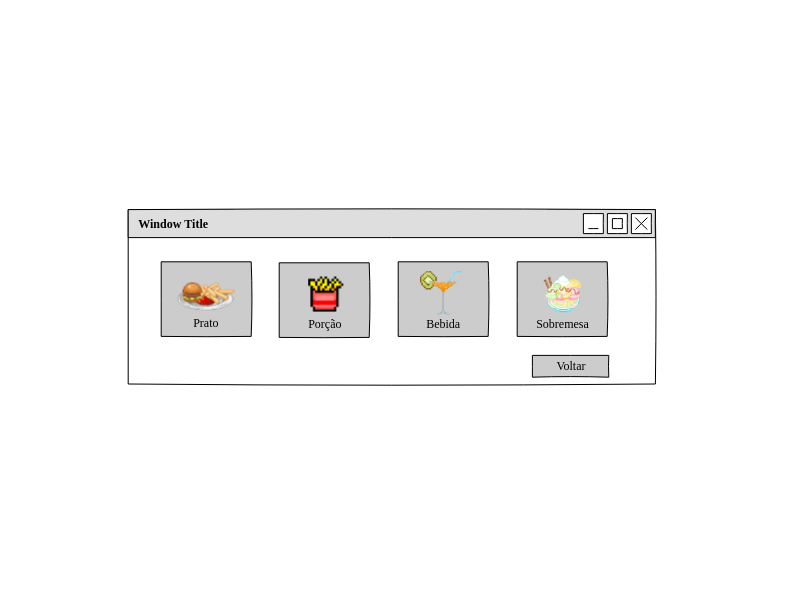 Window Title
Prato
Porção
Bebida
Sobremesa
Voltar